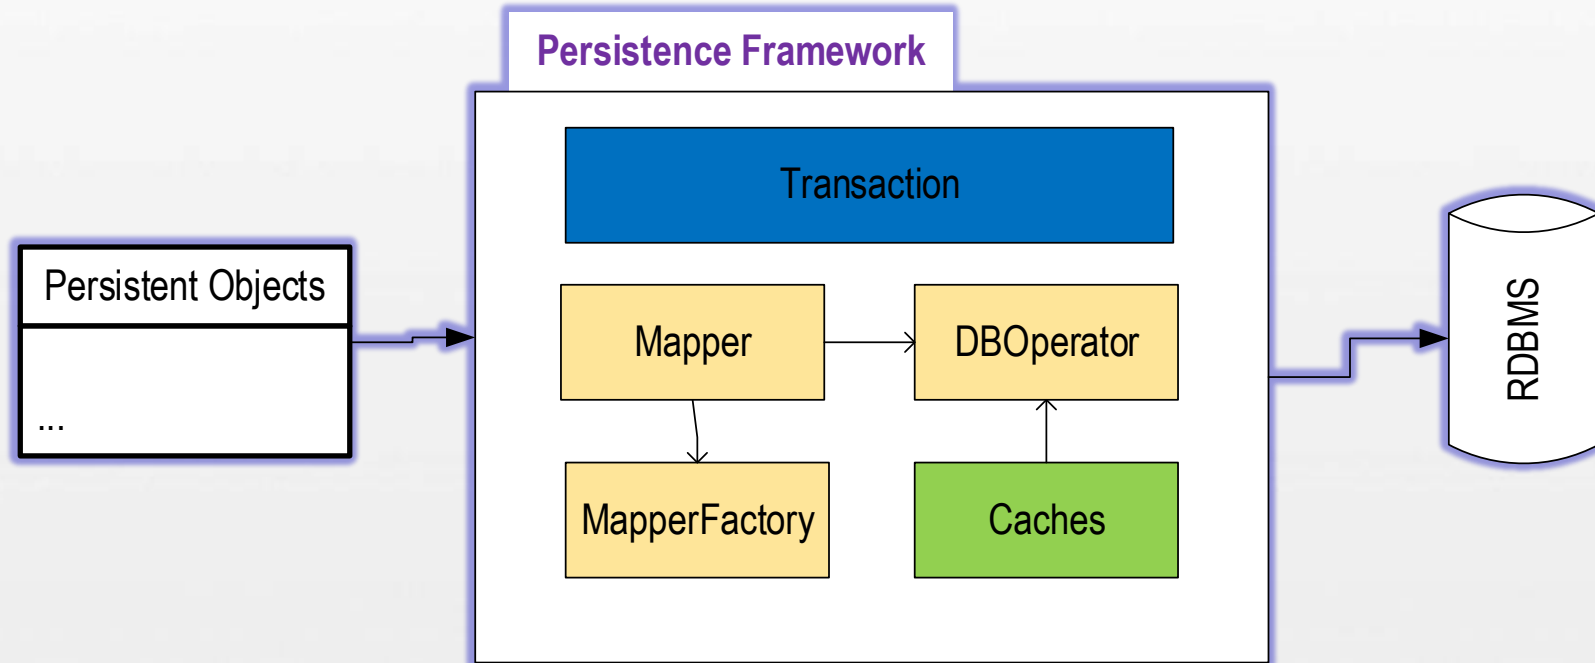 Persistence Framework
Transaction
Persistent Objects
...
Mapper
DBOperator
MapperFactory
Caches
RDBMS